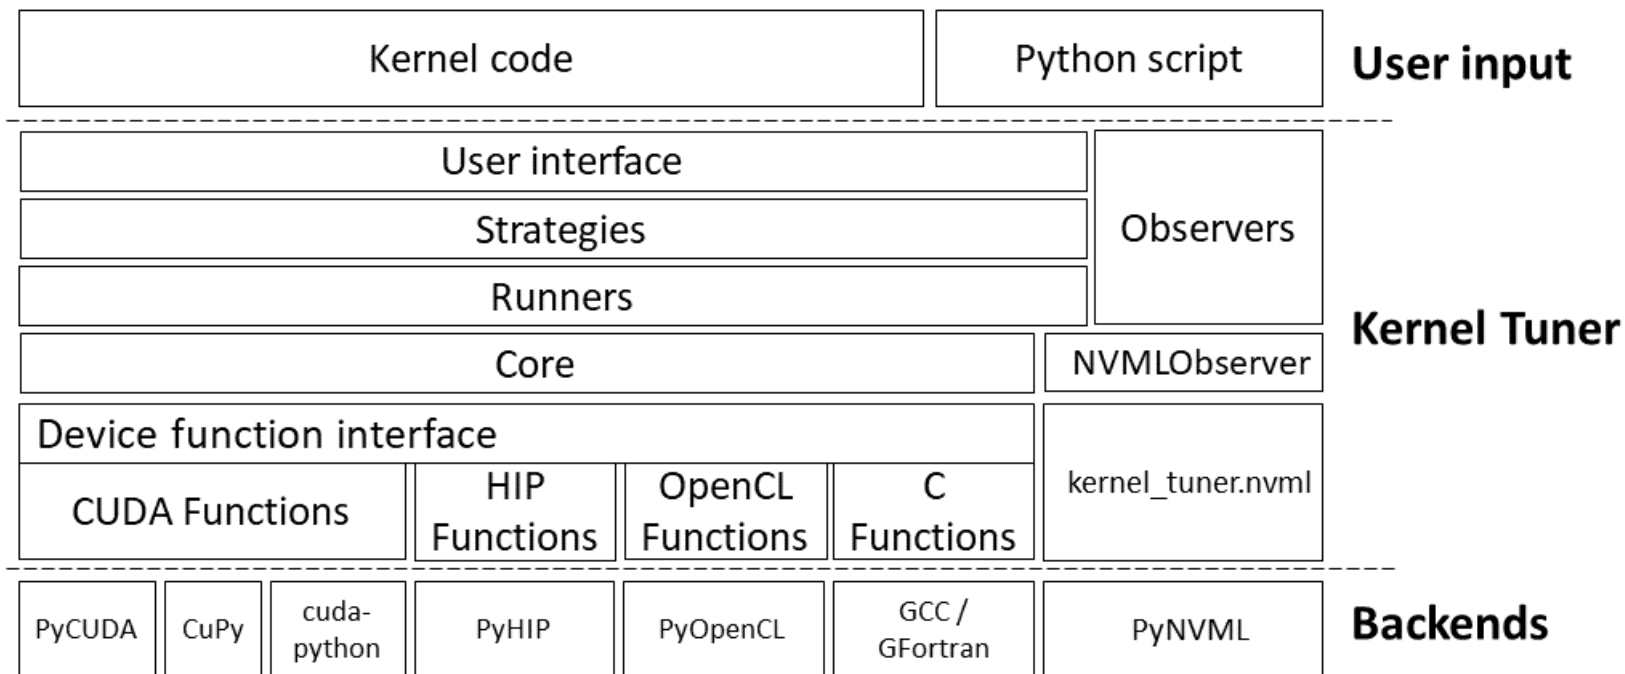 Kernel code
Python script
User input
User interface
Strategies
Observers
Runners
Kernel Tuner
Core
NVMLObserver
Device function interface
kernel_tuner.nvml
CUDA Functions
HIP
Functions
OpenCL
Functions
C
Functions
PyCUDA
CuPy
cuda-
python
PyHIP
PyOpenCL
GCC /
GFortran
PyNVML
Backends